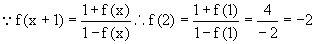 ∵ f(x+1) = (1+f(x))/(1−f(x)) ∴ f(2) = (1+f(1))/(1−f(1)) = 4/(−2) = −2